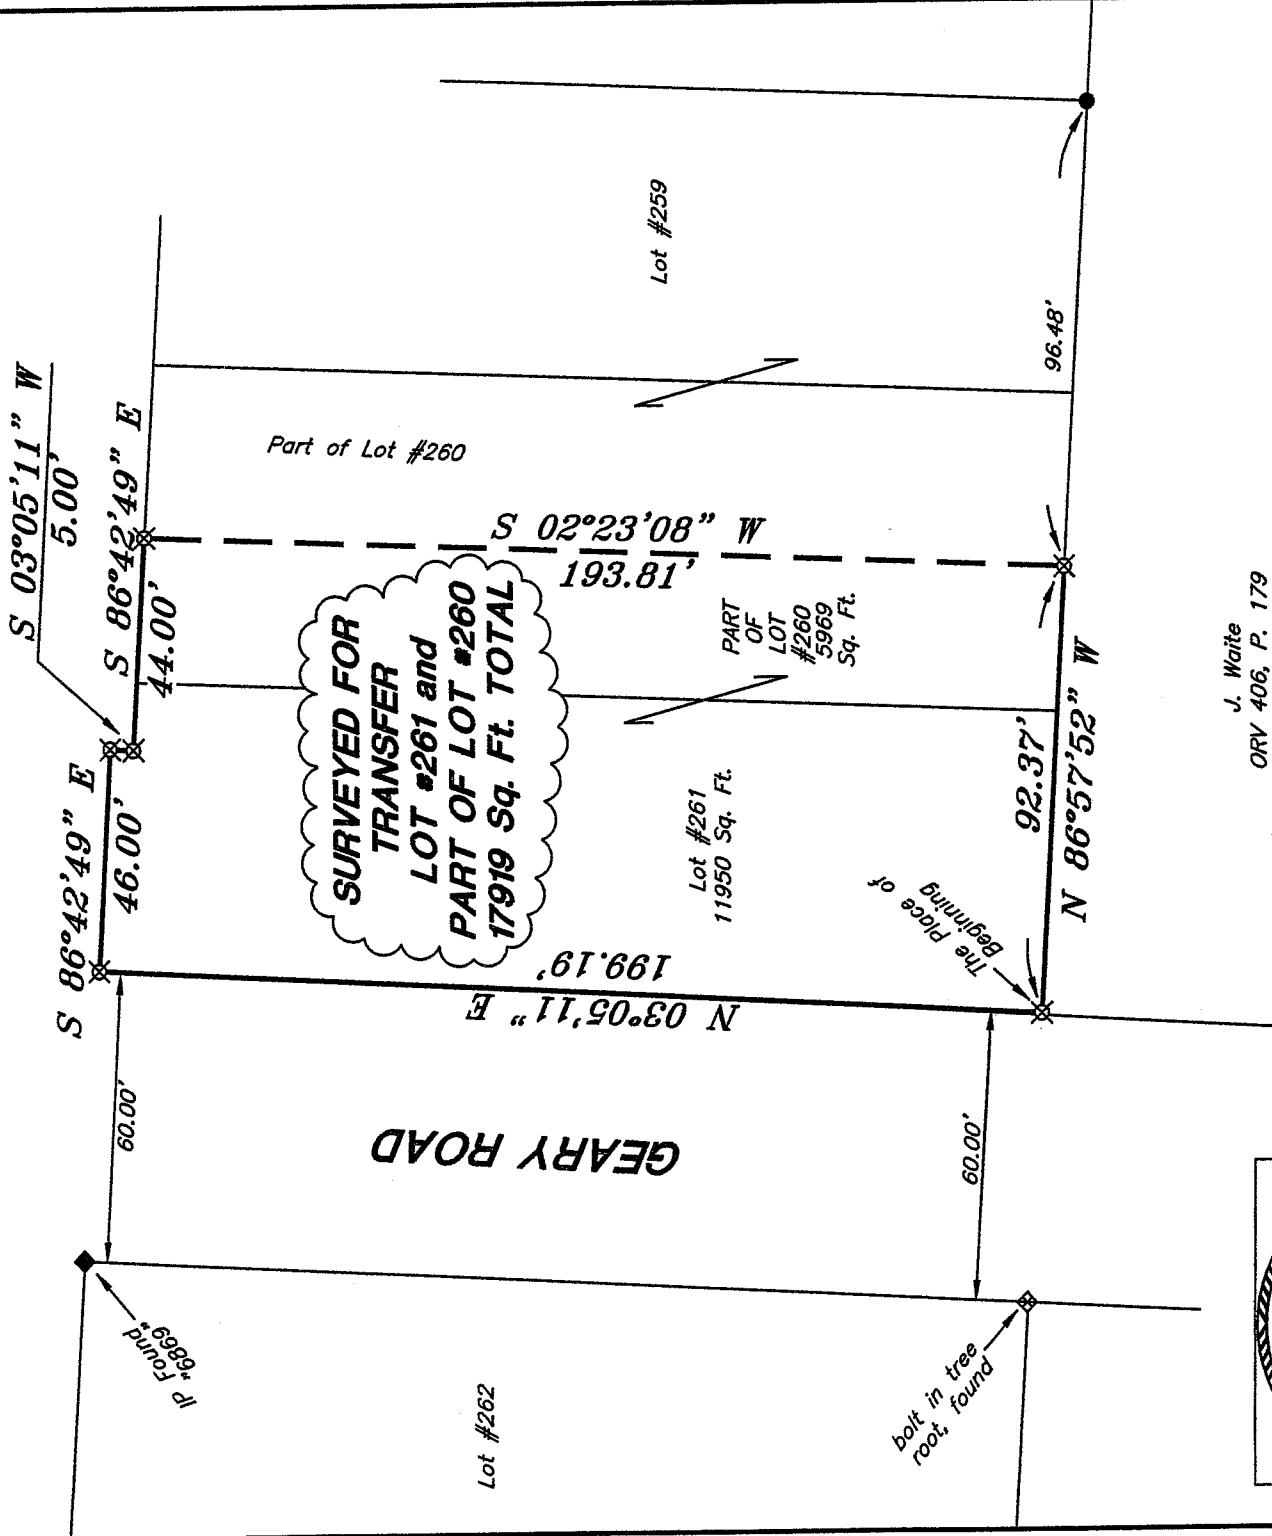 S 03°05'11" W
5.00'
S 86°42'49" E
44.00'
S 86°42'49" E
46.00'
Lot #259
96.48'
Part of Lot #260
S 02°23'08" W
193.81'
SURVEYED FOR
TRANSFER
LOT #261 and
PART OF LOT #260
17919 Sq. Ft. TOTAL
PART
OF
LOT
#260
5969
Sq. Ft.
Lot #261
11950 Sq. Ft.
92.37'
N 86°57'52" W
J. Waite
ORV 406, P. 179
The Place of
Beginning
199.19'
N 03°05'11" E
60.00'
GEARY ROAD
60.00'
IP Found
"6869"
Lot #262
bolt in tree
root, found